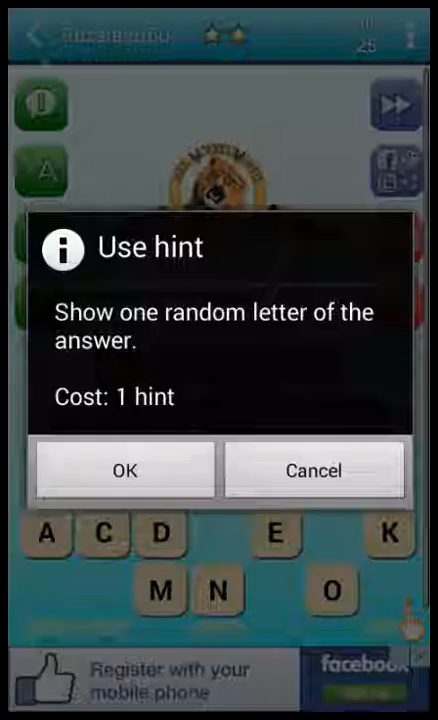 25
A
Use hint
Show one random letter of the
answer.
Cost: 1 hint
OK
Cancel
A C D E K
M N O
Register with your
mobile phone
facebook